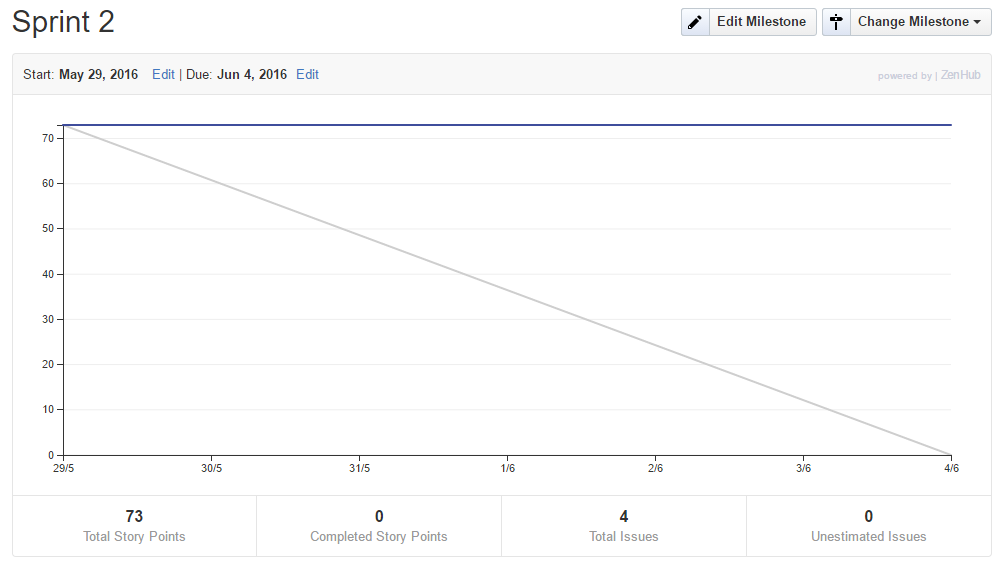 Sprint 2
Edit Milestone
Change Milestone
Start: May 29, 2016 Edit | Due: Jun 4, 2016 Edit
powered by | ZenHub
70
60
50
40
30
20
10
0
29/5 30/5 31/5 1/6 2/6 3/6 4/6
73 0 4 0
Total Story Points Completed Story Points Total Issues Unestimated Issues